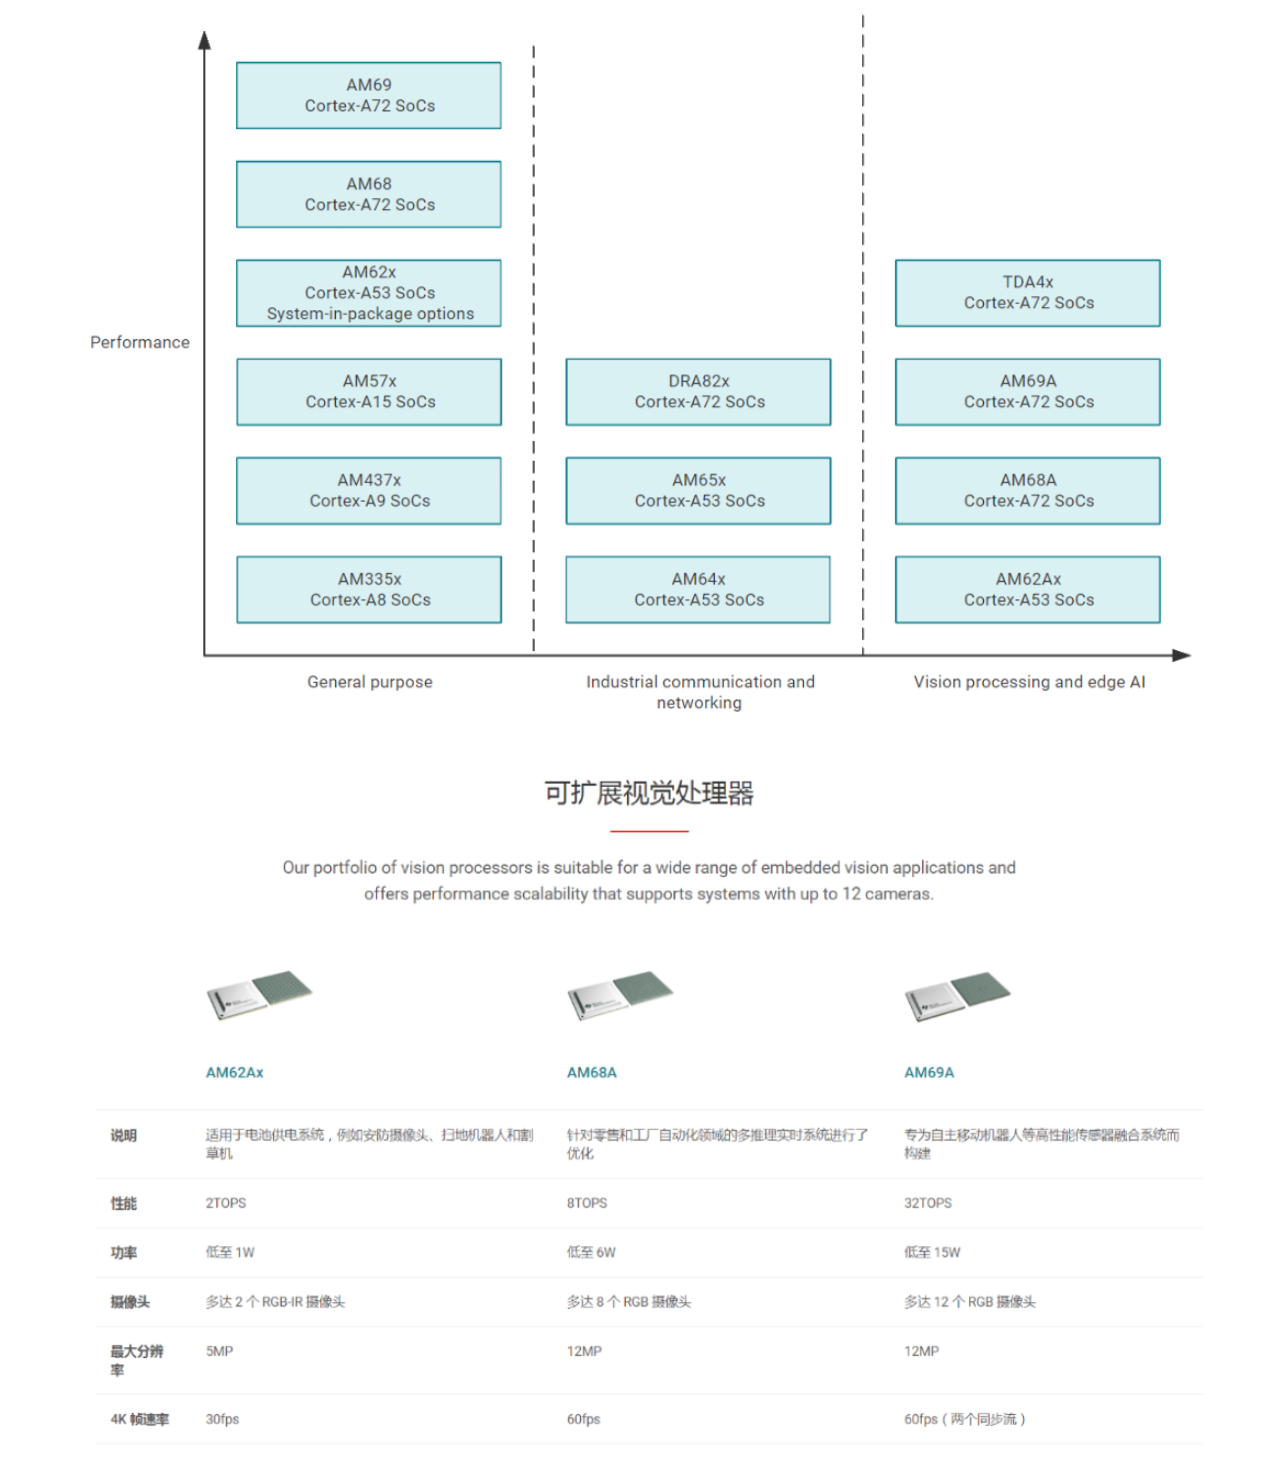 AM69
Cortex-A72 SoCs
AM68
Cortex-A72 SoCs
AM62x
Cortex-A53 SoCs
System-in-package options
TDA4x
Cortex-A72 SoCs
Performance
AM57x
Cortex-A15 SoCs
DRA82x
Cortex-A72 SoCs
AM69A
Cortex-A72 SoCs
AM437x
Cortex-A9 SoCs
AM65x
Cortex-A53 SoCs
AM68A
Cortex-A72 SoCs
AM335x
Cortex-A8 SoCs
AM64x
Cortex-A53 SoCs
AM62Ax
Cortex-A53 SoCs
General purpose
Industrial communication and
networking
Vision processing and edge AI
可扩展视觉处理器
Our portfolio of vision processors is suitable for a wide range of embedded vision applications and
offers performance scalability that supports systems with up to 12 cameras.
AM62Ax
AM68A
AM69A
说明
适用于电池供电系统，例如安防摄像头、扫地机器人和割
草机
针对零售和工厂自动化领域的多推理实时系统进行了
优化
专为自主移动机器人等高性能传感器融合系统而
构建
性能
2TOPS
8TOPS
32TOPS
功率
低至 1W
低至 6W
低至 15W
摄像头
多达 2 个 RGB-IR 摄像头
多达 8 个 RGB 摄像头
多达 12 个 RGB 摄像头
最大分辨
率
5MP
12MP
12MP
4K 帧速率
30fps
60fps
60fps（两个同步流）